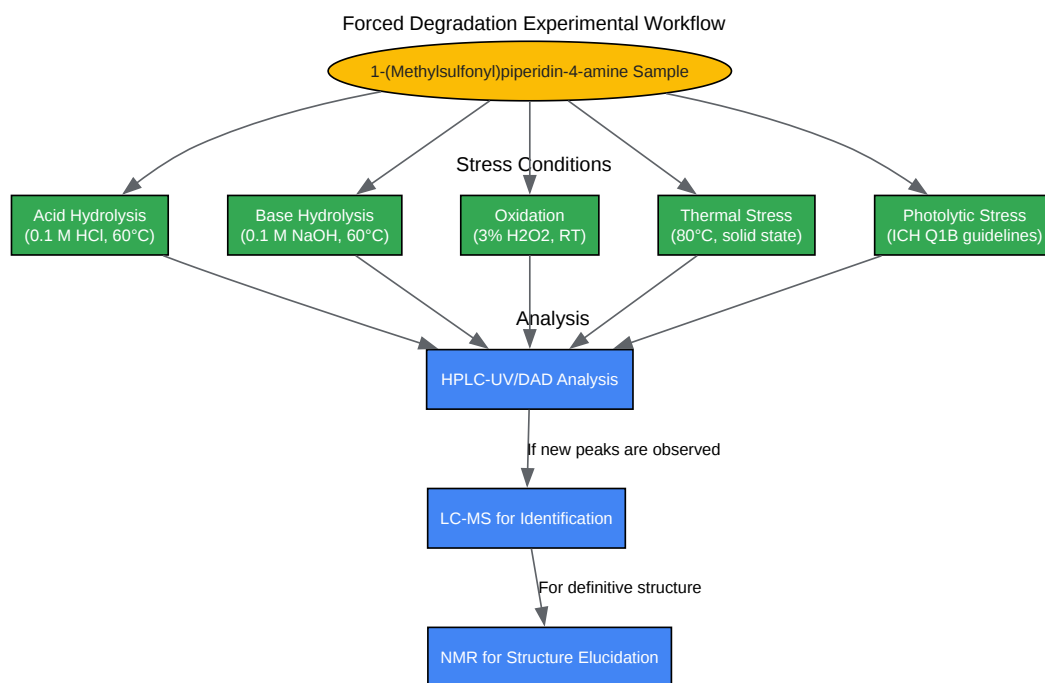 Forced Degradation Experimental Workflow
1-(Methylsulfonyl)piperidin-4-amine Sample
Stress Conditions
Acid Hydrolysis
(0.1 M HCl, 60°C)
Base Hydrolysis
(0.1 M NaOH, 60°C)
Oxidation
(3% H2O2, RT)
Thermal Stress
(80°C, solid state)
Photolytic Stress
(ICH Q1B guidelines)
Analysis
HPLC-UV/DAD Analysis
If new peaks are observed
LC-MS for Identification
For definitive structure
NMR for Structure Elucidation